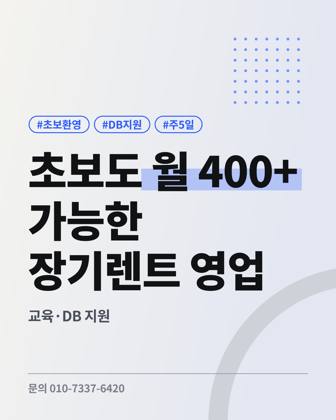 #초보환영 #DB지원 #주5일
초보도 월 400+
가능한
장기렌트 영업
교육·DB 지원
문의 010-7337-6420